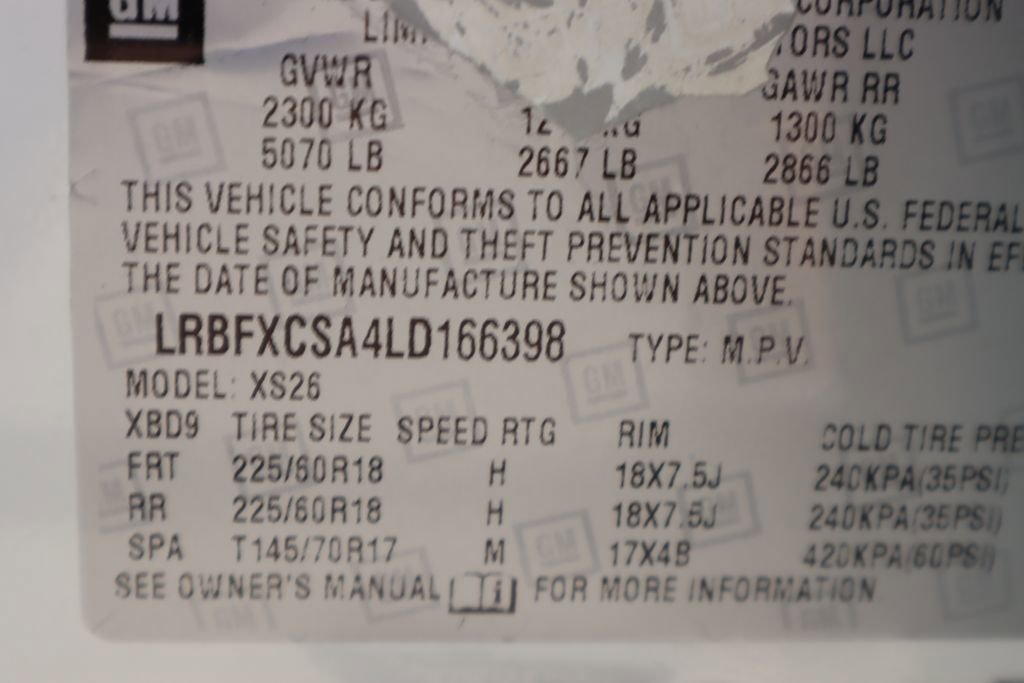 GM
CORPORATION
LIM
TORS LLC
GVWR GAWR RR
2300 KG KG 1300 KG
5070 LB 2667 LB 2866 LB
THIS VEHICLE CONFORMS TO ALL APPLICABLE U.S. FEDERAL
VEHICLE SAFETY AND THEFT PREVENTION STANDARDS IN EF
THE DATE OF MANUFACTURE SHOWN ABOVE.
LRBFXCSA4LD166398 TYPE: M.P.V.
MODEL: XS26
XBD9 TIRE SIZE SPEED RTG RIM COLD TIRE PRE
FRT 225/60R18 H 18X7.5J 240KPA(35PSI)
RR 225/60R18 H 18X7.5J 240KPA(35PSI)
SPA T145/70R17 M 17X4B 420KPA(60PSI)
SEE OWNER'S MANUAL i FOR MORE INFORMATION